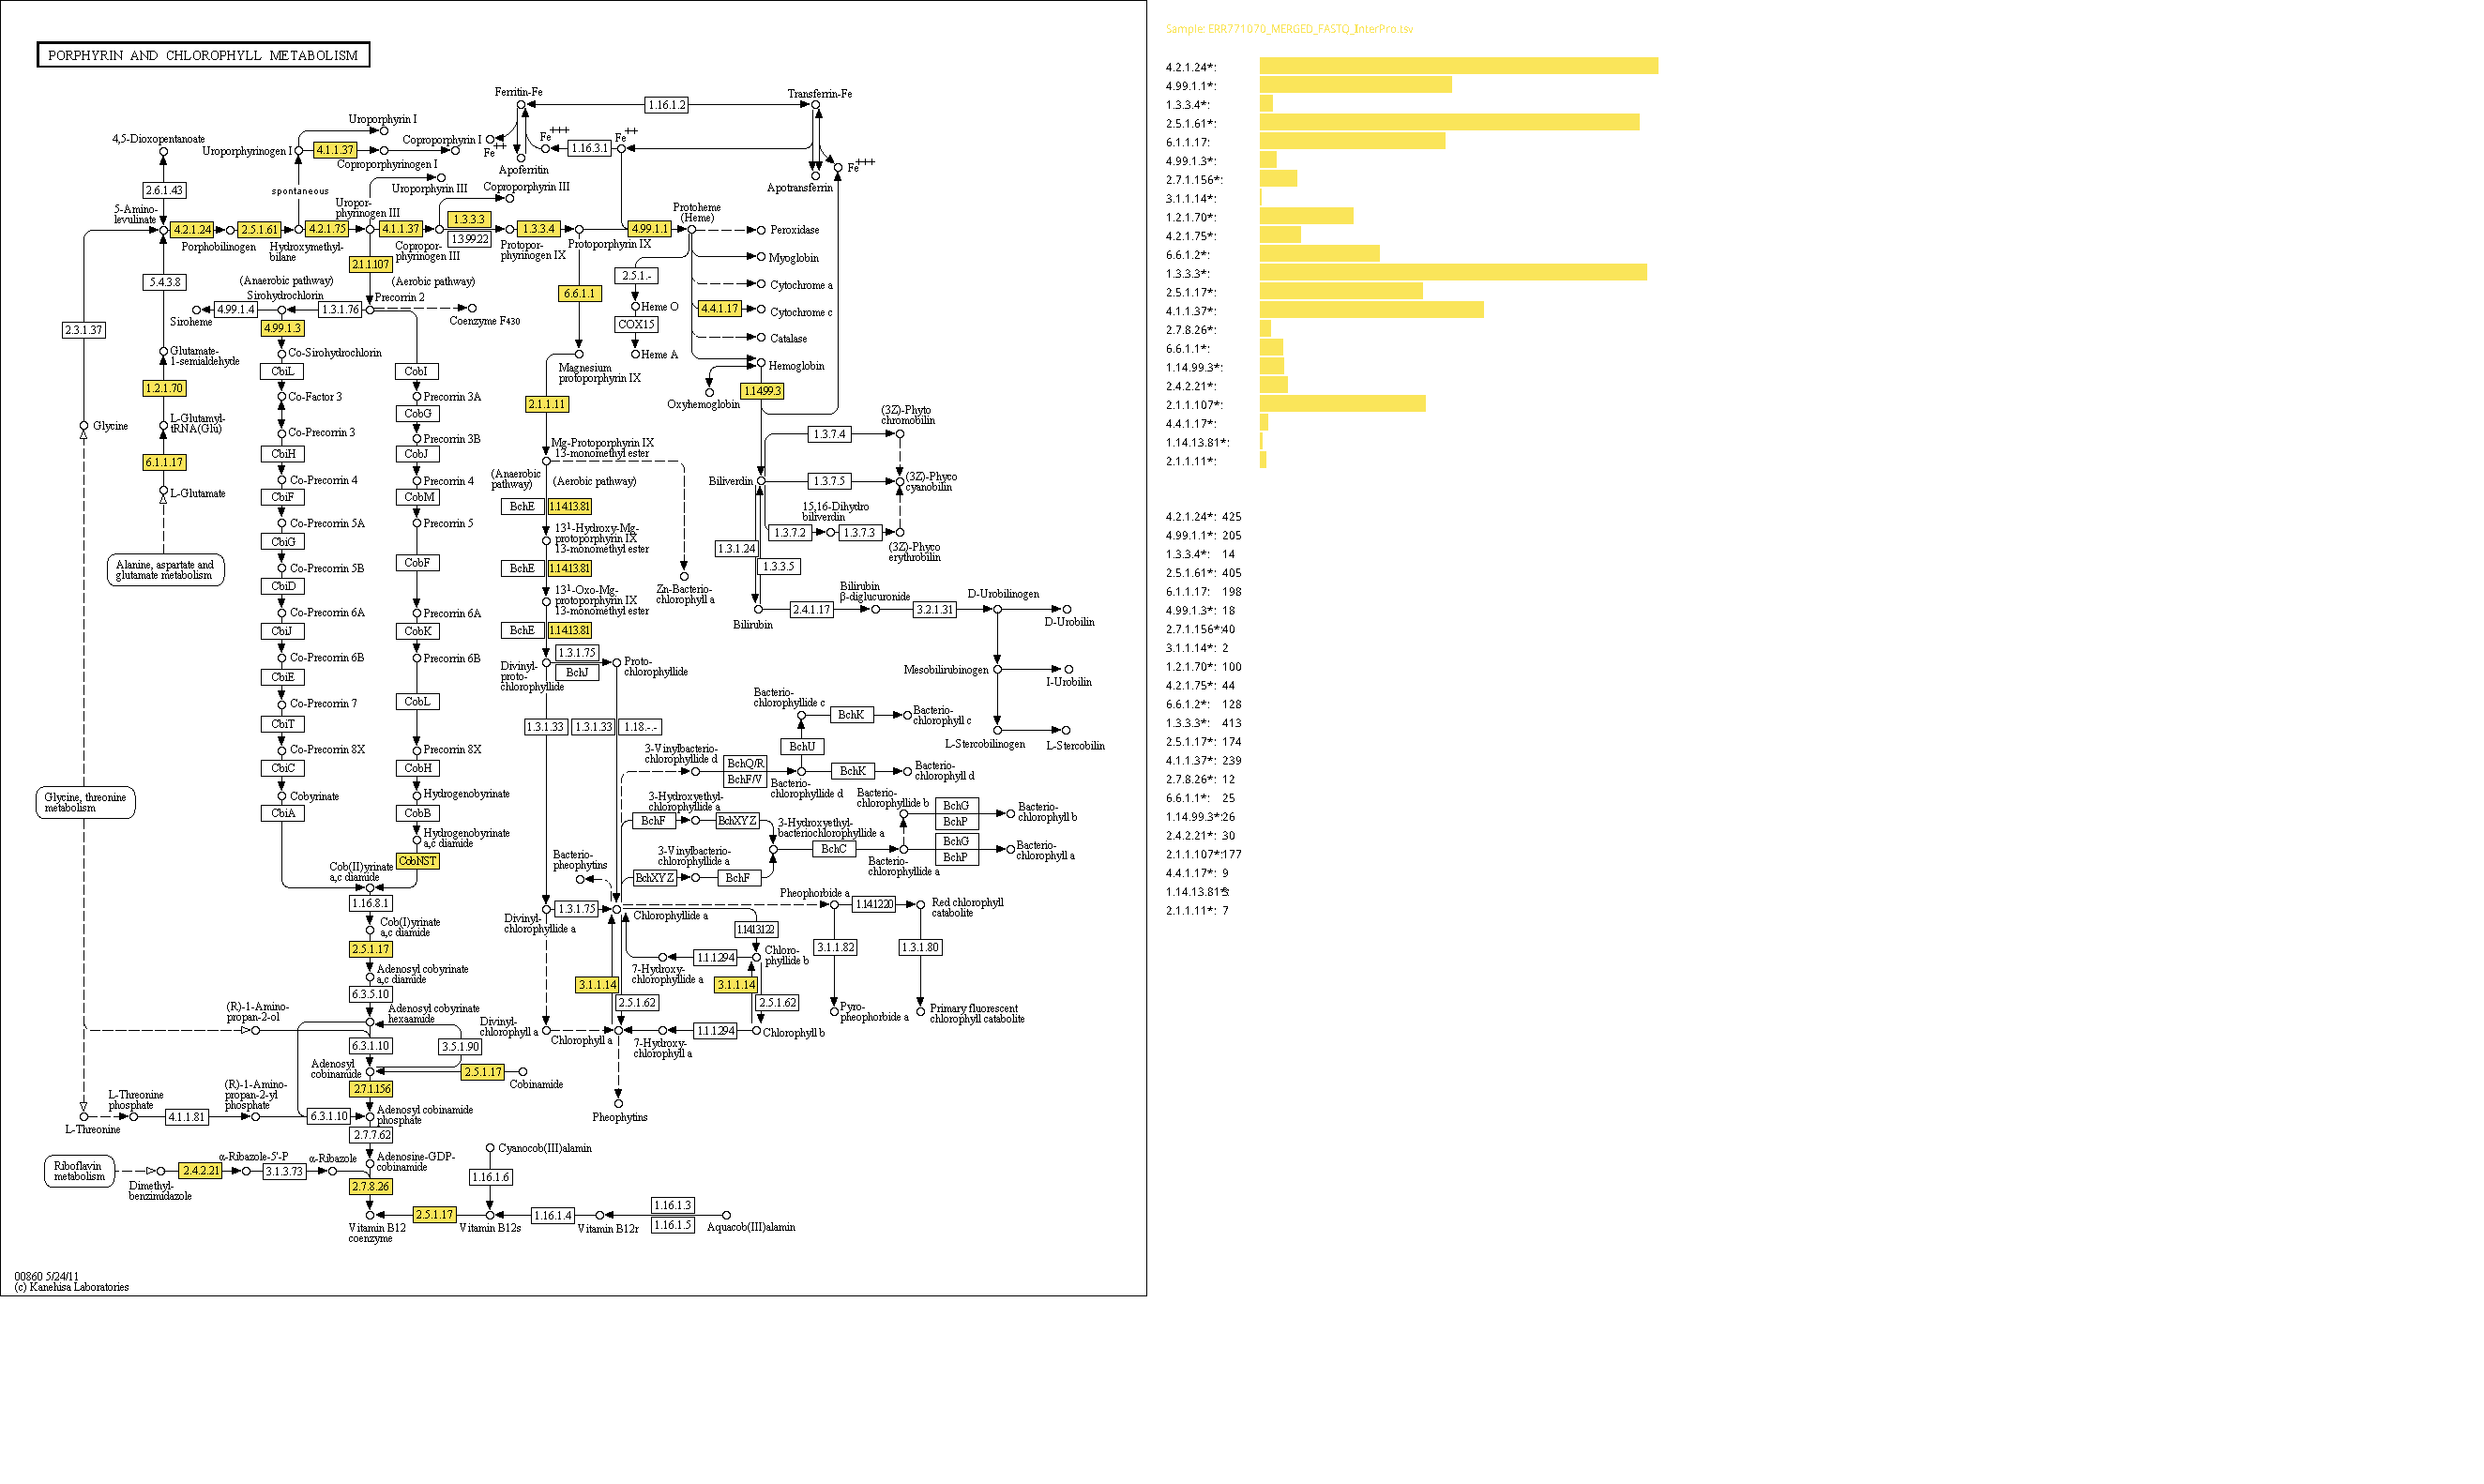 PORPHYRIN AND CHLOROPHYLL METABOLISM
Ferritin-Fe
1.16.1.2
Transferrin-Fe
Uroporphyrin I
4,5-Dioxopentanoate
Uroporphyrinogen I
4.1.1.37
Coproporphyrin I
Coproporphyrinogen I
Fe++
Fe+++
1.16.3.1
Fe++
Apoferritin
Fe+++
Apotransferrin
2.6.1.43
spontaneous
Uroporphyrin III
Coproporphyrin III
5-Amino-
levulinate
4.2.1.24
Porphobilinogen
2.5.1.61
Hydroxymethyl-
bilane
4.2.1.75
Uropor-
phyrinogen III
4.1.1.37
Copropor-
phyrinogen III
1.3.3.3
1.3.99.22
Protopor-
phyrinogen IX
1.3.3.4
Protoporphyrin IX
4.99.1.1
Protoheme
(Heme)
Peroxidase
Myoglobin
Cytochrome a
4.4.1.17
Cytochrome c
Catalase
Hemoglobin
Oxyhemoglobin
1.14.99.3
2.5.1.-
Heme O
COX15
Heme A
2.1.1.107
(Anaerobic pathway)
(Aerobic pathway)
Sirohydrochlorin
Precorrin 2
Siroheme
4.99.1.4
1.3.1.76
Coenzyme F430
5.4.3.8
2.3.1.37
Glutamate-
1-semialdehyde
1.2.1.70
L-Glutamyl-
tRNA(Glu)
Glycine
6.1.1.17
L-Glutamate
Alanine, aspartate and
glutamate metabolism
4.99.1.3
Co-Sirohydrochlorin
CbiL
Co-Factor 3
Co-Precorrin 3
CbiH
Co-Precorrin 4
CbiF
Co-Precorrin 5A
CbiG
Co-Precorrin 5B
CbiD
Co-Precorrin 6A
CbiJ
Co-Precorrin 6B
CbiE
Co-Precorrin 7
CbiT
Co-Precorrin 8X
CbiC
Cobyrinate
CbiA
CobI
Precorrin 3A
CobG
Precorrin 3B
CobJ
Precorrin 4
CobM
Precorrin 5
CobF
Precorrin 6A
CobK
Precorrin 6B
CobL
Precorrin 8X
CobH
Hydrogenobyrinate
CobB
Hydrogenobyrinate
a,c diamide
CobNST
6.6.1.1
Magnesium
protoporphyrin IX
2.1.1.11
Mg-Protoporphyrin IX
13-monomethyl ester
(Anaerobic
pathway)
(Aerobic pathway)
BchE
1.14.13.81
13¹-Hydroxy-Mg-
protoporphyrin IX
13-monomethyl ester
BchE
1.14.13.81
13¹-Oxo-Mg-
protoporphyrin IX
13-monomethyl ester
BchE
1.14.13.81
Zn-Bacterio-
chlorophyll a
Divinyl-
proto-
chlorophyllide
1.3.1.75
BchJ
Proto-
chlorophyllide
1.3.1.33
1.3.1.33
1.18.-.-
(3Z)-Phyto
chromobilin
1.3.7.4
Biliverdin
1.3.7.5
(3Z)-Phyco
cyanobilin
15,16-Dihydro
biliverdin
1.3.7.2
1.3.7.3
(3Z)-Phyco
erythrobilin
1.3.1.24
1.3.3.5
Bilirubin
2.4.1.17
Bilirubin
β-diglucuronide
3.2.1.31
D-Urobilinogen
D-Urobilin
Mesobilirubinogen
I-Urobilin
L-Stercobilinogen
L-Stercobilin
Bacterio-
chlorophyllide c
BchK
Bacterio-
chlorophyll c
BchU
3-Vinylbacterio-
chlorophyllide d
BchQ/R
BchF/V
Bacterio-
chlorophyllide d
BchK
Bacterio-
chlorophyll d
3-Hydroxyethyl-
chlorophyllide a
BchF
BchXYZ
3-Hydroxyethyl-
bacteriochlorophyllide a
3-Vinylbacterio-
chlorophyllide a
BchXYZ
BchF
BchC
Bacterio-
chlorophyllide a
Bacterio-
chlorophyllide b
BchG
BchP
Bacterio-
chlorophyll b
BchG
BchP
Bacterio-
chlorophyll a
Bacterio-
pheophytins
Glycine, threonine
metabolism
Cob(II)yrinate
a,c diamide
1.16.8.1
Cob(I)yrinate
a,c diamide
2.5.1.17
Adenosyl cobyrinate
a,c diamide
6.3.5.10
Adenosyl cobyrinate
hexaamide
(R)-1-Amino-
propan-2-ol
6.3.1.10
3.5.1.90
Adenosyl
cobinamide
2.5.1.17
Cobinamide
2.7.1.156
(R)-1-Amino-
propan-2-yl
phosphate
L-Threonine
phosphate
L-Threonine
4.1.1.81
6.3.1.10
Adenosyl cobinamide
phosphate
2.7.7.62
Riboflavin
metabolism
Dimethyl-
benzimidazole
2.4.2.21
α-Ribazole-5'-P
3.1.3.73
α-Ribazole
Adenosine-GDP-
cobinamide
2.7.8.26
Vitamin B12
coenzyme
2.5.1.17
Vitamin B12s
Cyanocob(III)alamin
1.16.1.6
1.16.1.4
Vitamin B12r
1.16.1.3
1.16.1.5
Aquacob(III)alamin
Divinyl-
chlorophyllide a
1.3.1.75
Chlorophyllide a
Pheophorbide a
1.14.12.20
Red chlorophyll
catabolite
1.14.13.122
3.1.1.82
1.3.1.80
Chloro-
phyllide b
1.1.1.294
7-Hydroxy-
chlorophyllide a
3.1.1.14
2.5.1.62
3.1.1.14
2.5.1.62
Divinyl-
chlorophyll a
Chlorophyll a
7-Hydroxy-
chlorophyll a
1.1.1.294
Chlorophyll b
Pyro-
pheophorbide a
Primary fluorescent
chlorophyll catabolite
Pheophytins
00860 5/24/11
(c) Kanehisa Laboratories
Sample: ERR771070_MERGED_FASTQ_InterPro.tsv
4.2.1.24*:
4.99.1.1*:
1.3.3.4*:
2.5.1.61*:
6.1.1.17:
4.99.1.3*:
2.7.1.156*:
3.1.1.14*:
1.2.1.70*:
4.2.1.75*:
6.6.1.2*:
1.3.3.3*:
2.5.1.17*:
4.1.1.37*:
2.7.8.26*:
6.6.1.1*:
1.14.99.3*:
2.4.2.21*:
2.1.1.107*:
4.4.1.17*:
1.14.13.81*:
2.1.1.11*:
4.2.1.24*: 425
4.99.1.1*: 205
1.3.3.4*: 14
2.5.1.61*: 405
6.1.1.17: 198
4.99.1.3*: 18
2.7.1.156*:40
3.1.1.14*: 2
1.2.1.70*: 100
4.2.1.75*: 44
6.6.1.2*: 128
1.3.3.3*: 413
2.5.1.17*: 174
4.1.1.37*: 239
2.7.8.26*: 12
6.6.1.1*: 25
1.14.99.3*:26
2.4.2.21*: 30
2.1.1.107*:177
4.4.1.17*: 9
1.14.13.81*:3
2.1.1.11*: 7